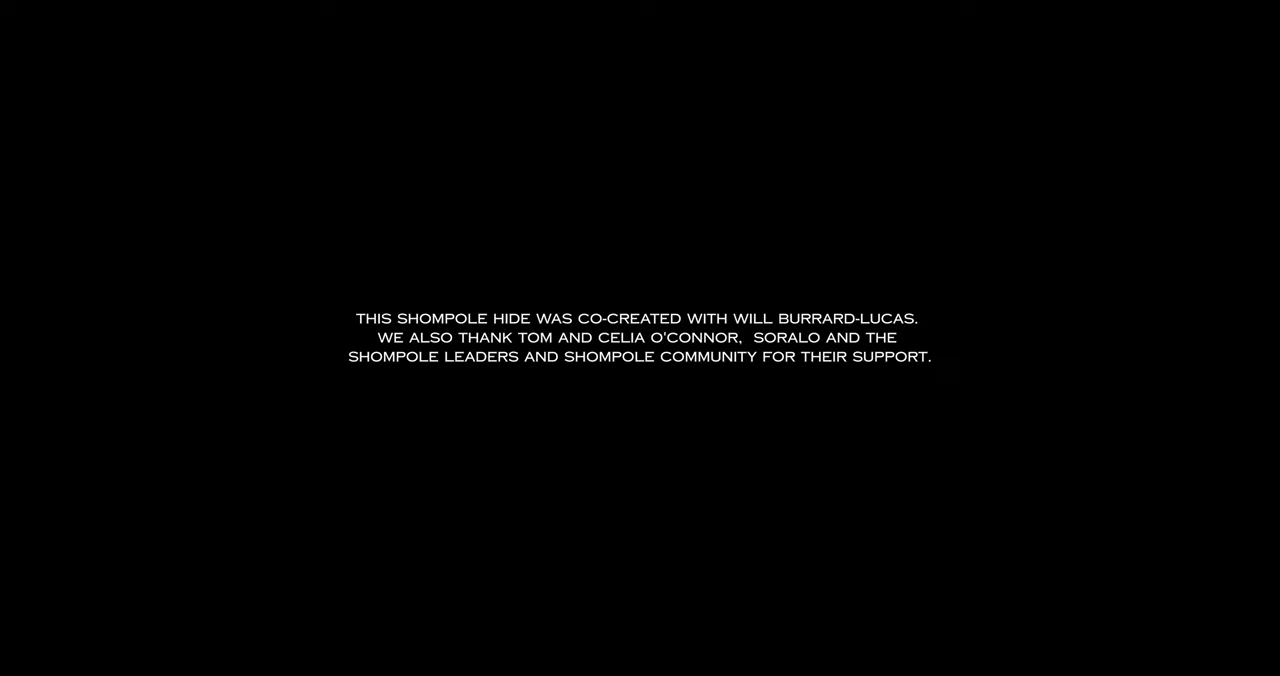 THIS SHOMPOLE HIDE WAS CO-CREATED WITH WILL BURRARD-LUCAS.
WE ALSO THANK TOM AND CELIA O'CONNOR,  SORALO AND THE
SHOMPOLE LEADERS AND SHOMPOLE COMMUNITY FOR THEIR SUPPORT.